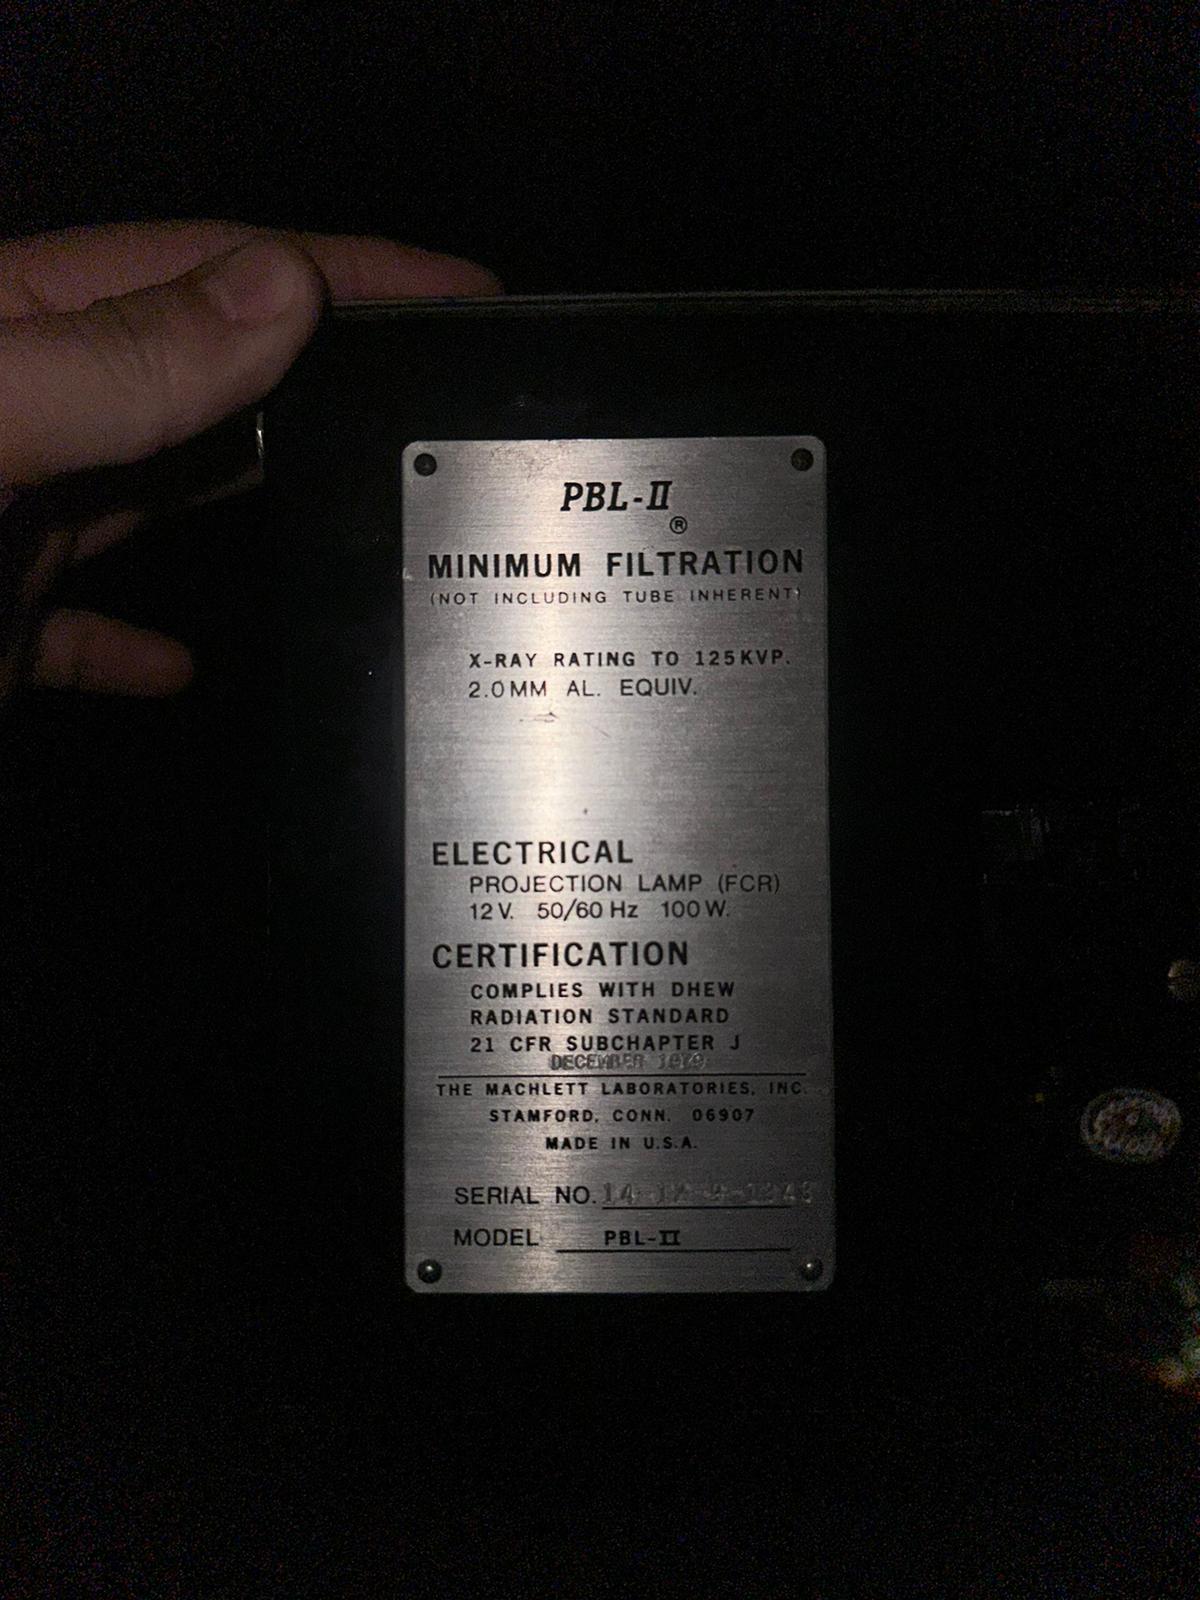 PBL-II
®
MINIMUM FILTRATION
(NOT INCLUDING TUBE INHERENT)
X-RAY RATING TO 125KVP.
2.0MM AL. EQUIV.
ELECTRICAL
PROJECTION LAMP (FCR)
12V. 50/60 Hz 100W.
CERTIFICATION
COMPLIES WITH DHEW
RADIATION STANDARD
21 CFR SUBCHAPTER J
DECEMBER
THE MACHLETT LABORATORIES, INC.
STAMFORD, CONN. 06907
MADE IN U.S.A.
SERIAL NO.
MODEL PBL-II